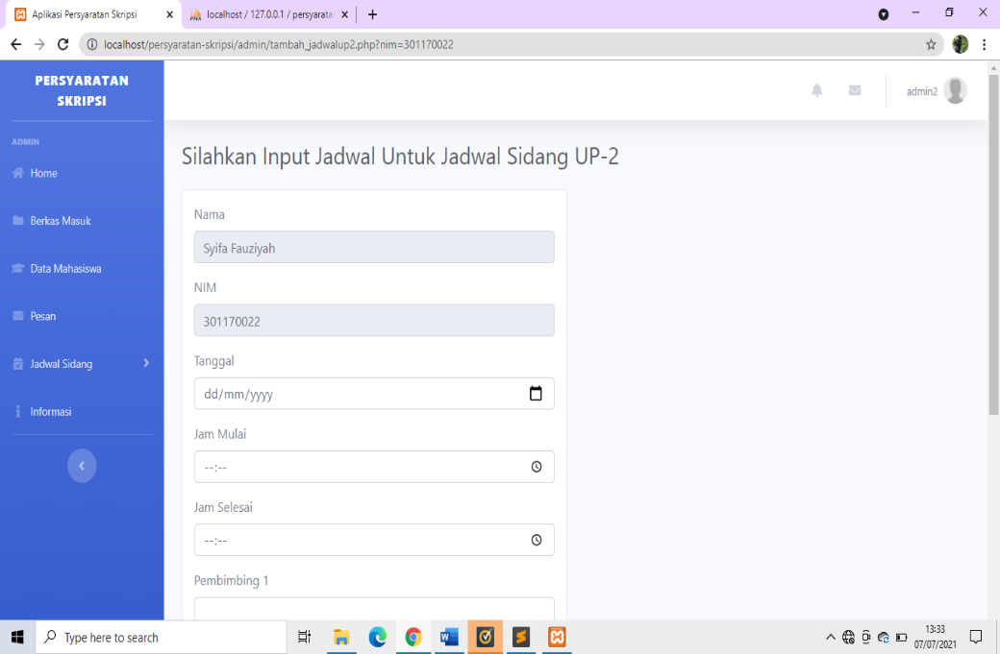 Aplikasi Persyaratan Skripsi
localhost / 127.0.0.1 / persyarata
localhost/persyaratan-skripsi/admin/tambah_jadwalup2.php?nim=301170022
PERSYARATAN
SKRIPSI
admin2
ADMIN
Home
Berkas Masuk
Data Mahasiswa
Pesan
Jadwal Sidang
Informasi
Silahkan Input Jadwal Untuk Jadwal Sidang UP-2
Nama
Syifa Fauziyah
NIM
301170022
Tanggal
dd/mm/yyyy
Jam Mulai
--:--
Jam Selesai
--:--
Pembimbing 1
Type here to search
13:33
07/07/2021